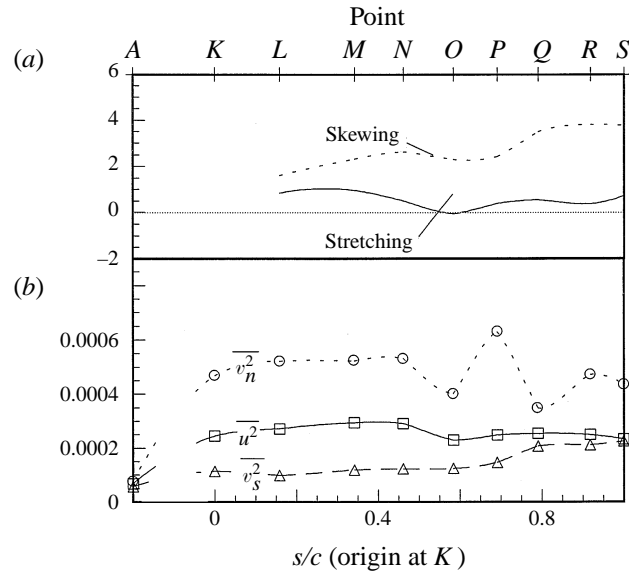 Point
A K L M N O P Q R S
(a)
6
4
Skewing
2
0
Stretching
−2
(b)
0.0006
0.0004
0.0002
0
v_n^2
u^2
v_s^2
0 0.4 0.8
s/c (origin at K)